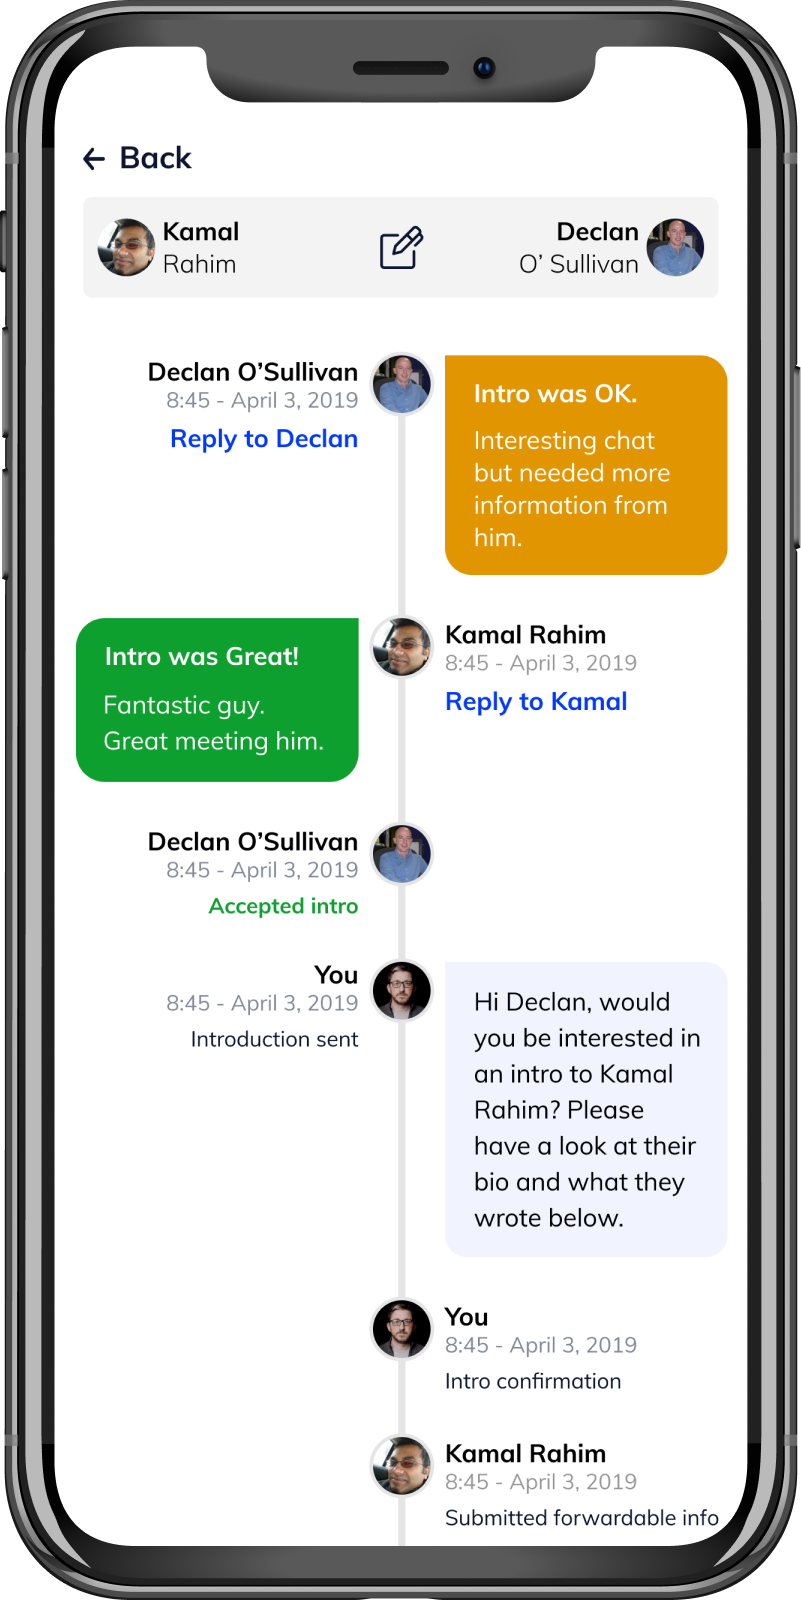 Back
Kamal
Rahim
Declan
O’ Sullivan
Declan O’Sullivan
8:45 - April 3, 2019
Reply to Declan
Intro was OK.
Interesting chat
but needed more
information from
him.
Intro was Great!
Fantastic guy.
Great meeting him.
Kamal Rahim
8:45 - April 3, 2019
Reply to Kamal
Declan O’Sullivan
8:45 - April 3, 2019
Accepted intro
You
8:45 - April 3, 2019
Introduction sent
Hi Declan, would
you be interested in
an intro to Kamal
Rahim? Please
have a look at their
bio and what they
wrote below.
You
8:45 - April 3, 2019
Intro confirmation
Kamal Rahim
8:45 - April 3, 2019
Submitted forwardable info